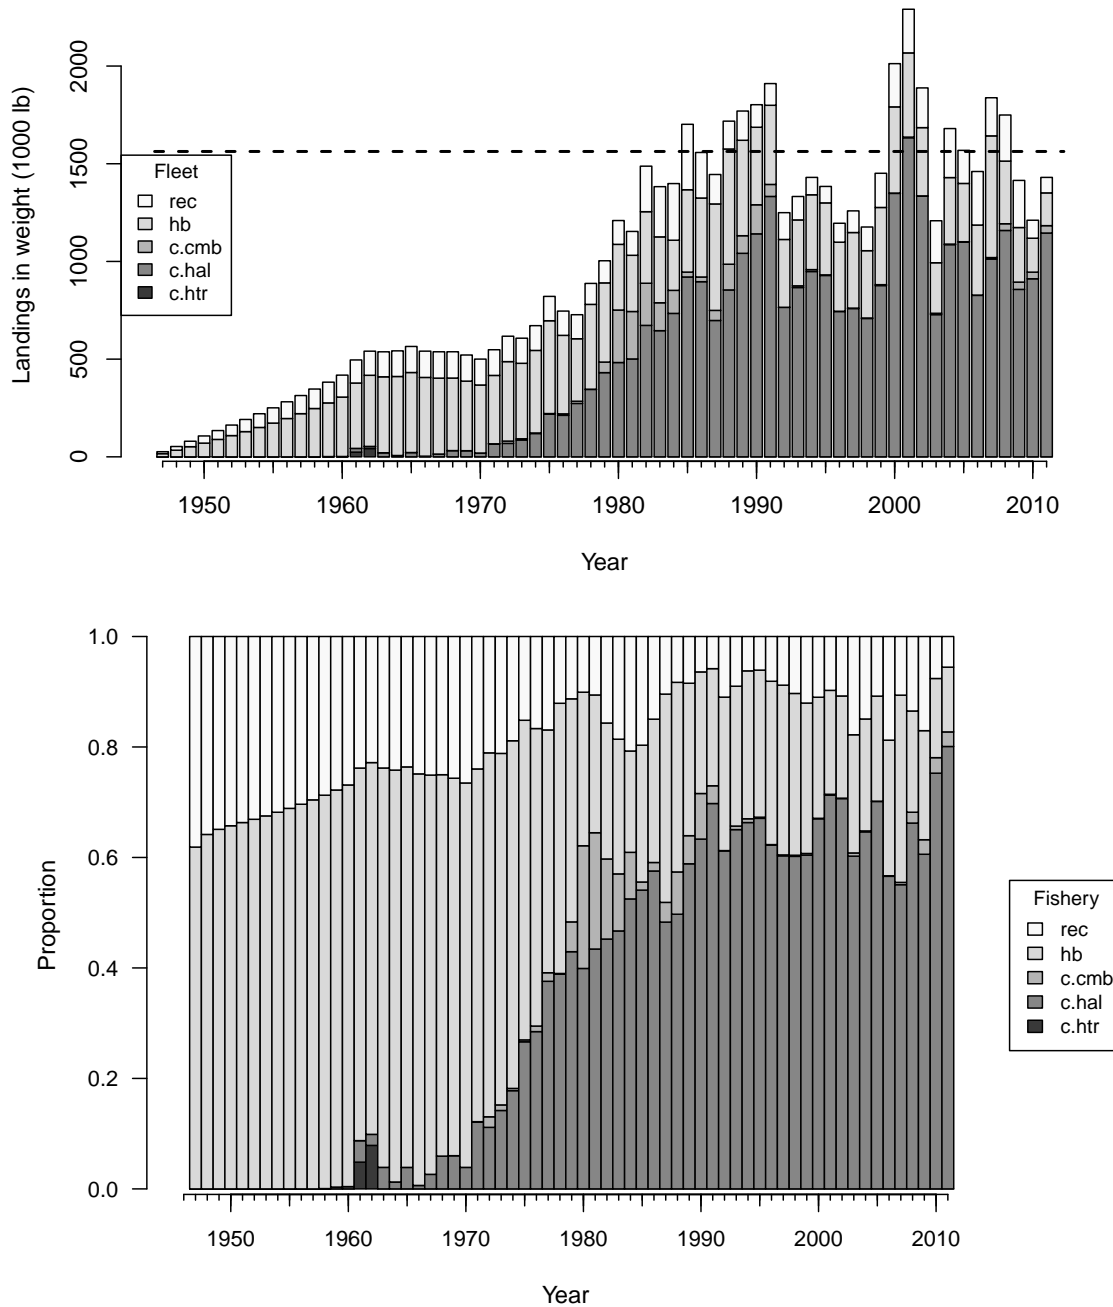 Landings in weight (1000 lb)
2000
1500
1000
500
0
Fleet
rec
hb
c.cmb
c.hal
c.htr
1950 1960 1970 1980 1990 2000 2010
Year
Proportion
1.0
0.8
0.6
0.4
0.2
0.0
Fishery
rec
hb
c.cmb
c.hal
c.htr
1950 1960 1970 1980 1990 2000 2010
Year